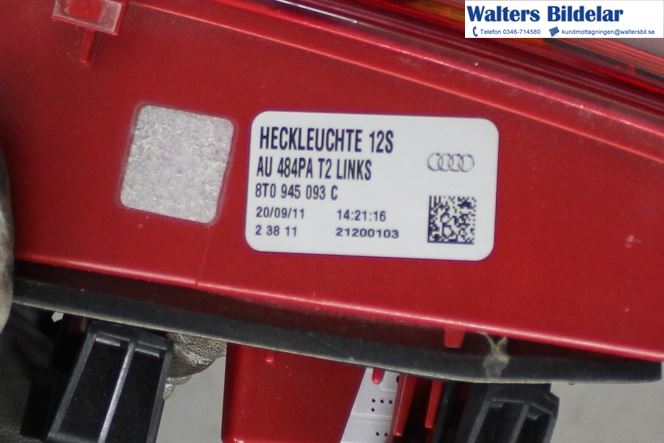 Walters Bildelar
Telefon 0346-714580 kundmottagningen@waltersbil.se
HECKLEUCHTE 12S
AU 484PA T2 LINKS
8T0 945 093 C
20/09/11 14:21:16
2 38 11 21200103